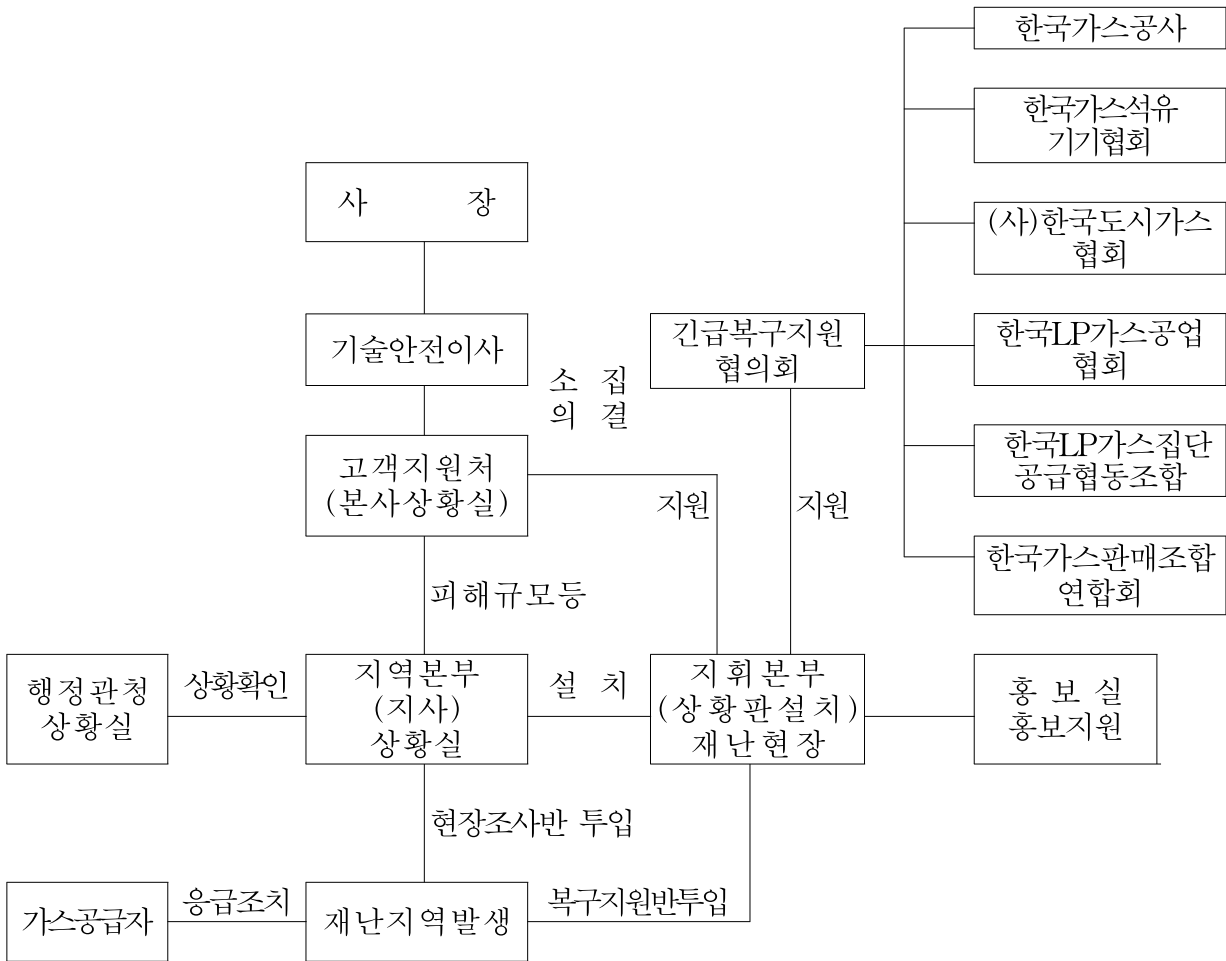 한국가스공사
한국가스석유
기기협회
사 장
(사)한국도시가스
협회
기술안전이사
긴급복구지원
협의회
한국LP가스공업
협회
소 집
의 결
고객지원처
(본사상황실)
한국LP가스집단
공급협동조합
지원
지원
한국가스판매조합
연합회
피해규모등
행정관청
상황실
상황확인
지역본부
(지사)
상황실
설 치
지휘본부
(상황판설치)
재난현장
홍 보 실
홍보지원
현장조사반 투입
가스공급자
응급조치
재난지역발생
복구지원반투입